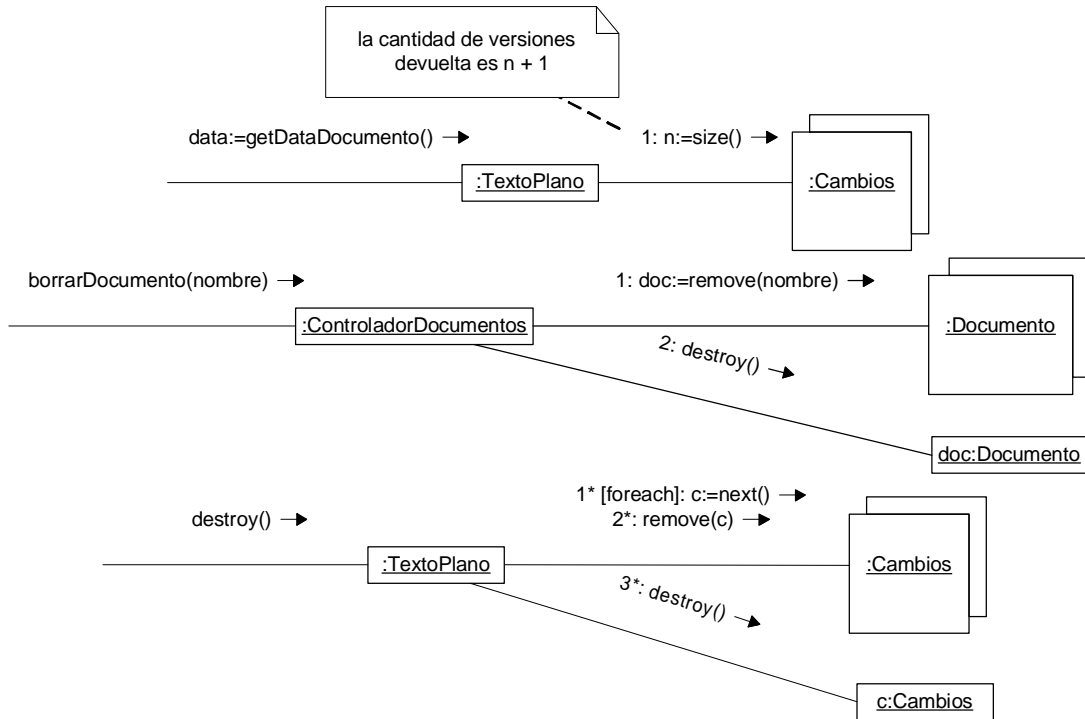 la cantidad de versiones
devuelta es n + 1
data:=getDataDocumento()
1: n:=size()
:TextoPlano
:Cambios
borrarDocumento(nombre)
1: doc:=remove(nombre)
:ControladorDocumentos
:Documento
2: destroy()
doc:Documento
1* [foreach]: c:=next()
destroy()
2*: remove(c)
:TextoPlano
:Cambios
3*: destroy()
c:Cambios